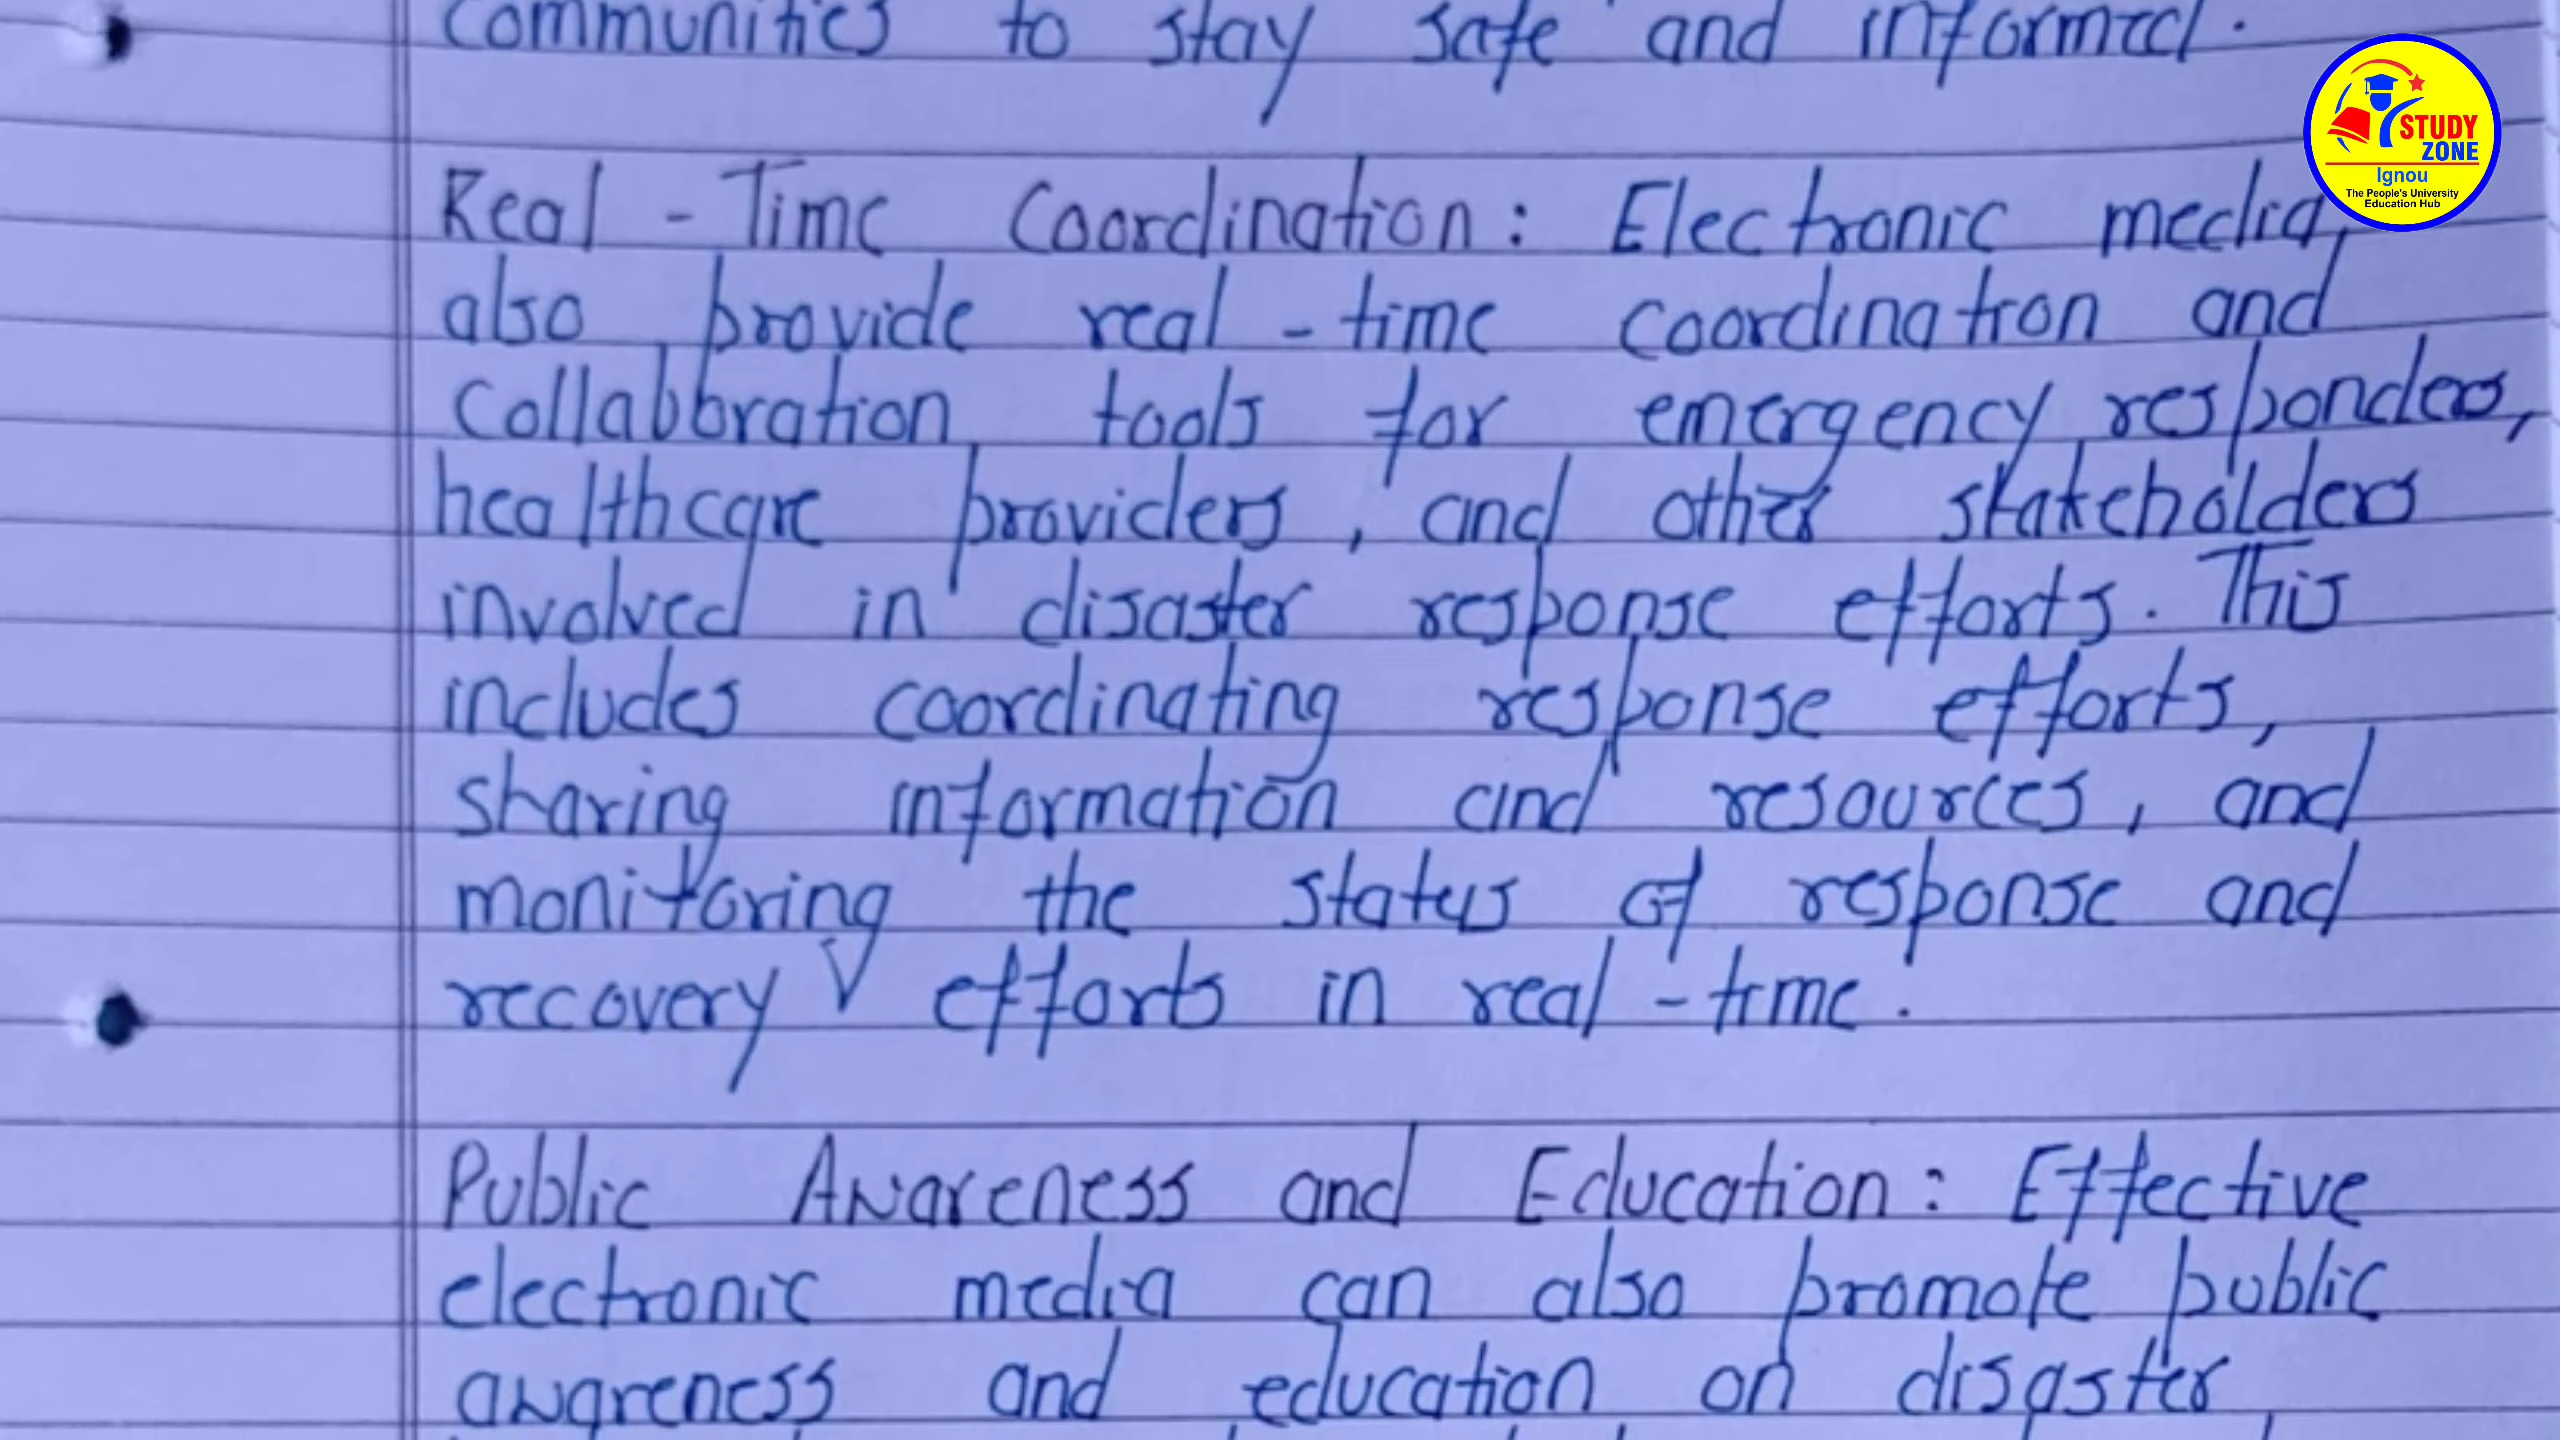 communities to stay safe and informed.
STUDY
ZONE
Ignou
The People's University
Education Hub
Real - Time Coordination : Electronic media,
also provide real - time coordination and
Collabbration tools for emergency responders,
healthcare providers, and other stakeholders
involved in disaster response efforts. This
includes coordinating response efforts,
sharing information and resources, and
monitoring the status of response and
recovery efforts in real - time.
Public Awareness and Education : Effective
electronic media can also promote public
awareness and education on disaster